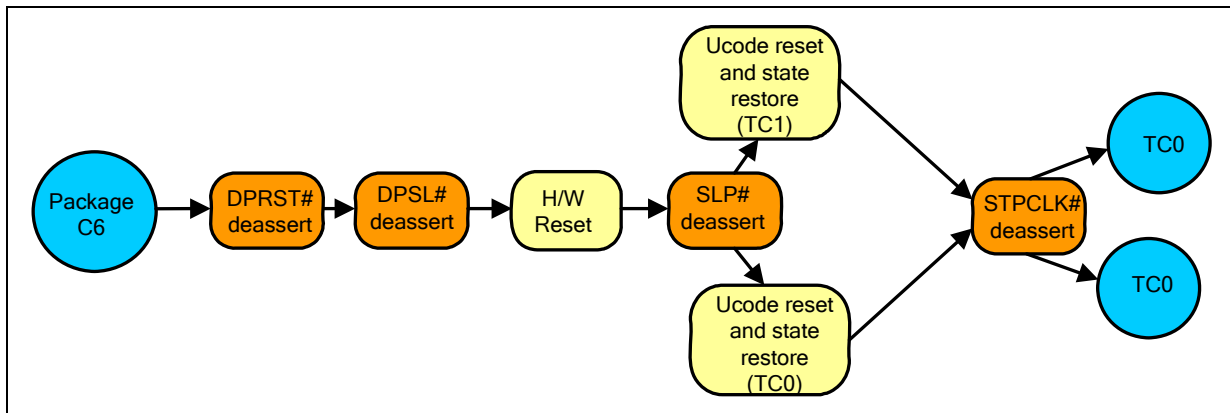 Package
C6
DPRST#
deassert
DPSL#
deassert
H/W
Reset
SLP#
deassert
Ucode reset
and state
restore
(TC1)
Ucode reset
and state
restore
(TC0)
STPCLK#
deassert
TC0
TC0